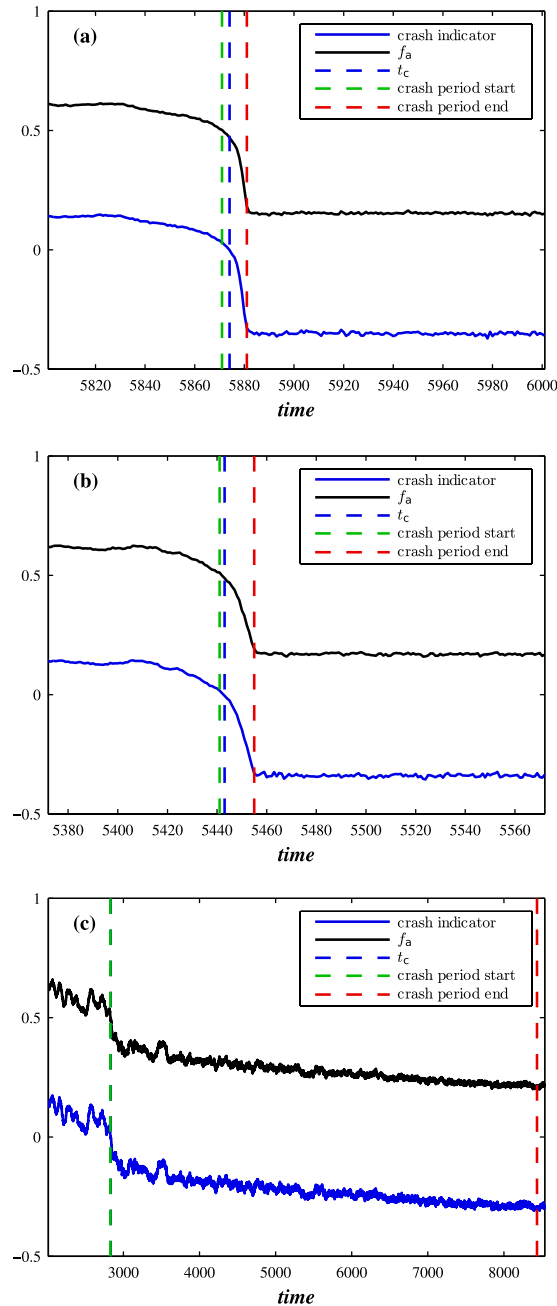 1
(a)
crash indicator
fa
tc
crash period start
crash period end
0.5
0
−0.5
5820 5840 5860 5880 5900 5920 5940 5960 5980 6000
time
1
(b)
crash indicator
fa
tc
crash period start
crash period end
0.5
0
−0.5
5380 5400 5420 5440 5460 5480 5500 5520 5540 5560
time
1
(c)
crash indicator
fa
tc
crash period start
crash period end
0.5
0
−0.5
3000 4000 5000 6000 7000 8000
time